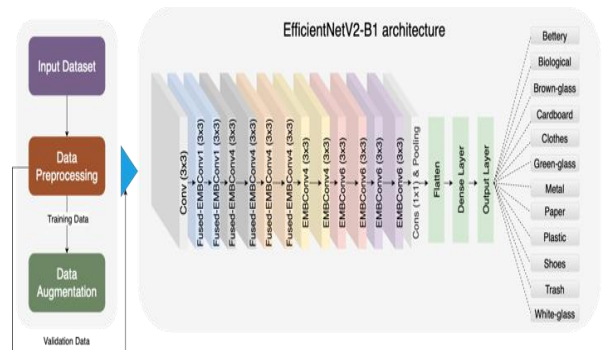 EfficientNetV2-B1 architecture
Input Dataset
Data
Preprocessing
Training Data
Data
Augmentation
Validation Data
Conv (3x3)
Fused-EMBConv1 (3x3)
Fused-EMBConv1 (3x3)
Fused-EMBConv4 (3x3)
Fused-EMBConv4 (3x3)
Fused-EMBConv4 (3x3)
Fused-EMBConv4 (3x3)
EMBConv4 (3x3)
EMBConv4 (3x3)
EMBConv6 (3x3)
EMBConv6 (3x3)
EMBConv6 (3x3)
EMBConv6 (3x3)
Cons (1x1) & Pooling
Flatten
Dense Layer
Output Layer
Bettery
Biological
Brown-glass
Cardboard
Clothes
Green-glass
Metal
Paper
Plastic
Shoes
Trash
White-glass